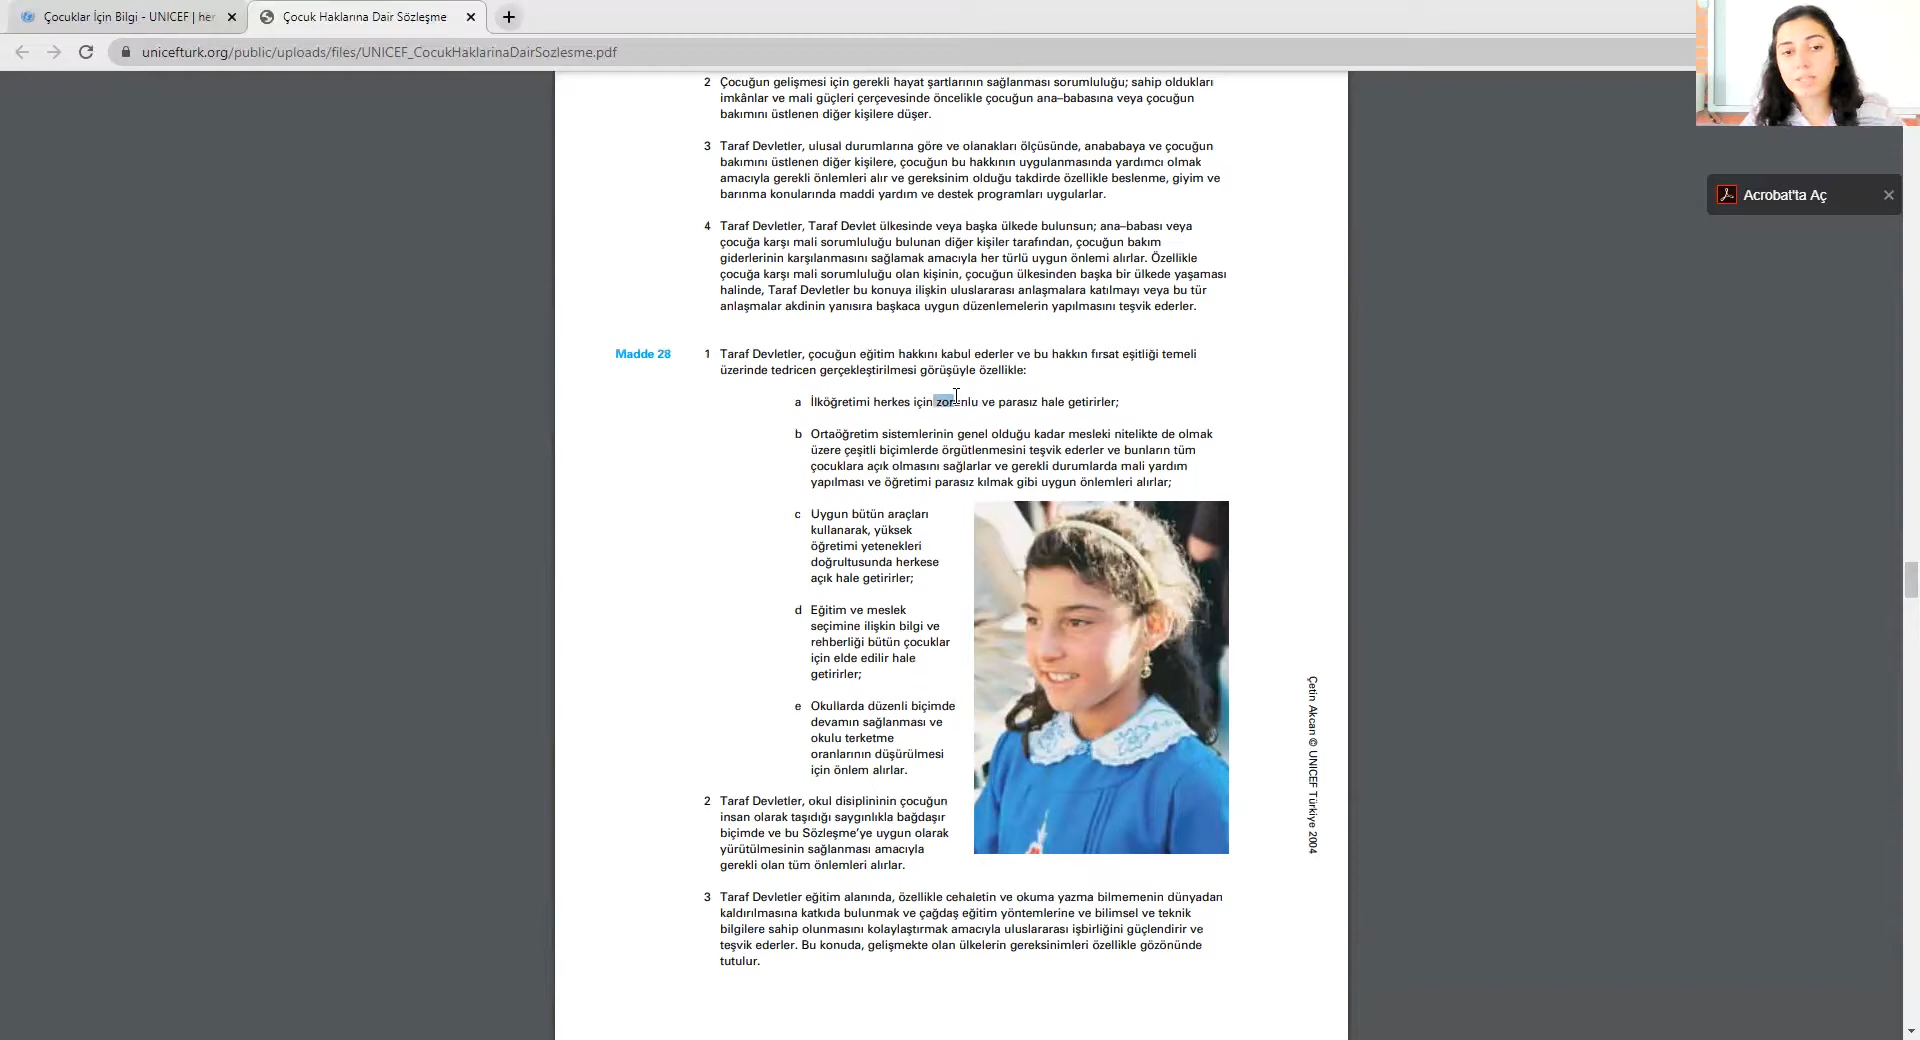 Çocuklar İçin Bilgi - UNICEF | her
Çocuk Haklarına Dair Sözleşme
unicefturk.org/public/uploads/files/UNICEF_CocukHaklarinaDairSozlesme.pdf
Acrobat'ta Aç
2 Çocuğun gelişmesi için gerekli hayat şartlarının sağlanması sorumluluğu; sahip oldukları
imkânlar ve mali güçleri çerçevesinde öncelikle çocuğun ana–babasına veya çocuğun
bakımını üstlenen diğer kişilere düşer.
3 Taraf Devletler, ulusal durumlarına göre ve olanakları ölçüsünde, anababaya ve çocuğun
bakımını üstlenen diğer kişilere, çocuğun bu hakkının uygulanmasında yardımcı olmak
amacıyla gerekli önlemleri alır ve gereksinim olduğu takdirde özellikle beslenme, giyim ve
barınma konularında maddi yardım ve destek programları uygularlar.
4 Taraf Devletler, Taraf Devlet ülkesinde veya başka ülkede bulunsun; ana–babası veya
çocuğa karşı mali sorumluluğu bulunan diğer kişiler tarafından, çocuğun bakım
giderlerinin karşılanmasını sağlamak amacıyla her türlü uygun önlemi alırlar. Özellikle
çocuğa karşı mali sorumluluğu olan kişinin, çocuğun ülkesinden başka bir ülkede yaşaması
halinde, Taraf Devletler bu konuya ilişkin uluslararası anlaşmalara katılmayı veya bu tür
anlaşmalar akdinin yanısıra başkaca uygun düzenlemelerin yapılmasını teşvik ederler.
Madde 28 1 Taraf Devletler, çocuğun eğitim hakkını kabul ederler ve bu hakkın fırsat eşitliği temeli
üzerinde tedricen gerçekleştirilmesi görüşüyle özellikle:
a İlköğretimi herkes için zorunlu ve parasız hale getirirler;
b Ortaöğretim sistemlerinin genel olduğu kadar mesleki nitelikte de olmak
üzere çeşitli biçimlerde örgütlenmesini teşvik ederler ve bunların tüm
çocuklara açık olmasını sağlarlar ve gerekli durumlarda mali yardım
yapılması ve öğretimi parasız kılmak gibi uygun önlemleri alırlar;
c Uygun bütün araçları
kullanarak, yüksek
öğretimi yetenekleri
doğrultusunda herkese
açık hale getirirler;
d Eğitim ve meslek
seçimine ilişkin bilgi ve
rehberliği bütün çocuklar
için elde edilir hale
getirirler;
e Okullarda düzenli biçimde
devamın sağlanması ve
okulu terketme
oranlarının düşürülmesi
için önlem alırlar.
2 Taraf Devletler, okul disiplininin çocuğun
insan olarak taşıdığı saygınlıkla bağdaşır
biçimde ve bu Sözleşme'ye uygun olarak
yürütülmesinin sağlanması amacıyla
gerekli olan tüm önlemleri alırlar.
Çetin Akcan © UNICEF Türkiye 2004
3 Taraf Devletler eğitim alanında, özellikle cehaletin ve okuma yazma bilmemenin dünyadan
kaldırılmasına katkıda bulunmak ve çağdaş eğitim yöntemlerine ve bilimsel ve teknik
bilgilere sahip olunmasını kolaylaştırmak amacıyla uluslararası işbirliğini güçlendirir ve
teşvik ederler. Bu konuda, gelişmekte olan ülkelerin gereksinimleri özellikle gözönünde
tutulur.